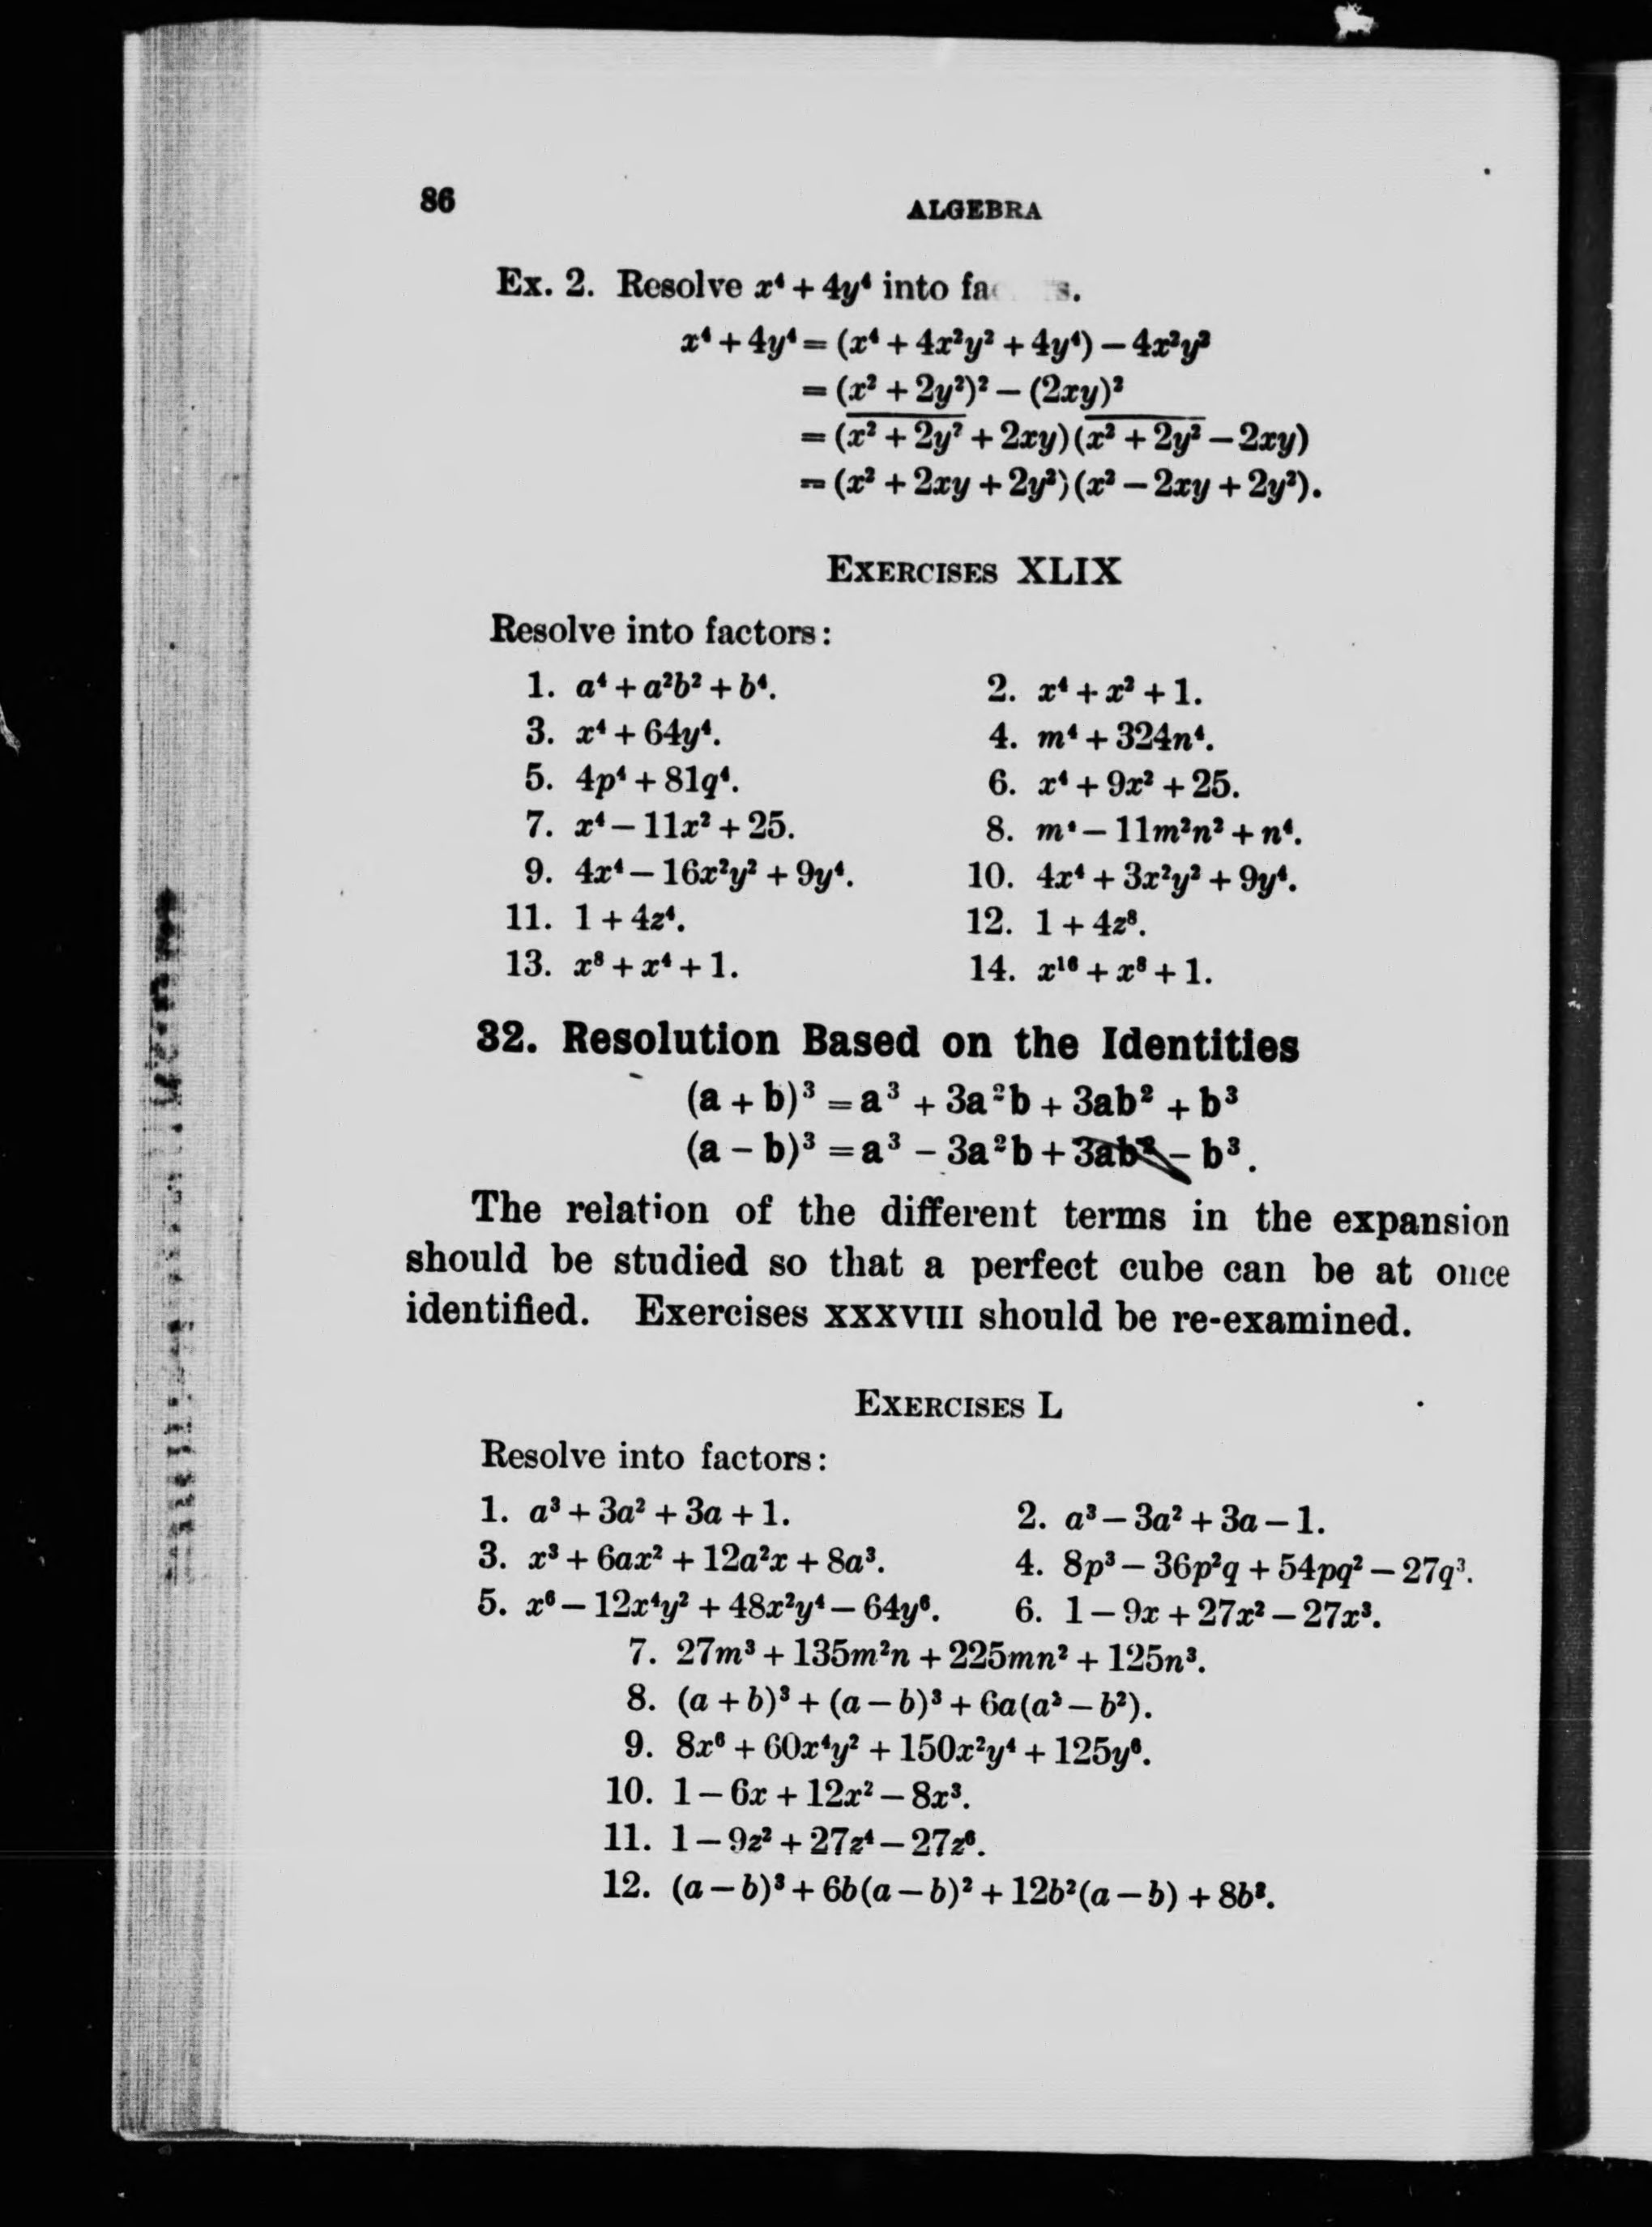 86
ALGEBRA
Ex. 2. Resolve x⁴ + 4y⁴ into
x⁴ + 4y⁴ = (x⁴ + 4x²y² + 4y⁴) − 4x²y²
= (x² + 2y²)² − (2xy)²
= (x² + 2y² + 2xy)(x² + 2y² − 2xy)
= (x² + 2xy + 2y²)(x² − 2xy + 2y²).
EXERCISES XLIX
Resolve into factors:
1. a⁴ + a²b² + b⁴. 2. x⁴ + x² + 1.
3. x⁴ + 64y⁴. 4. m⁴ + 324n⁴.
5. 4p⁴ + 81q⁴. 6. x⁴ + 9x² + 25.
7. x⁴ − 11x² + 25. 8. m⁴ − 11m²n² + n⁴.
9. 4x⁴ − 16x²y² + 9y⁴. 10. 4x⁴ + 3x²y² + 9y⁴.
11. 1 + 4z⁴. 12. 1 + 4z⁸.
13. x⁸ + x⁴ + 1. 14. x¹⁶ + x⁸ + 1.
32. Resolution Based on the Identities
(a + b)³ = a³ + 3a²b + 3ab² + b³
(a − b)³ = a³ − 3a²b + 3ab² − b³.
The relation of the different terms in the expansion
should be studied so that a perfect cube can be at once
identified. Exercises XXXVIII should be re-examined.
EXERCISES L
Resolve into factors:
1. a³ + 3a² + 3a + 1. 2. a³ − 3a² + 3a − 1.
3. x³ + 6ax² + 12a²x + 8a³. 4. 8p³ − 36p²q + 54pq² − 27q³.
5. x⁶ − 12x⁴y² + 48x²y⁴ − 64y⁶. 6. 1 − 9x + 27x² − 27x³.
7. 27m³ + 135m²n + 225mn² + 125n³.
8. (a + b)³ + (a − b)³ + 6a(a² − b²).
9. 8x⁶ + 60x⁴y² + 150x²y⁴ + 125y⁶.
10. 1 − 6x + 12x² − 8x³.
11. 1 − 9z² + 27z⁴ − 27z⁶.
12. (a − b)³ + 6b(a − b)² + 12b²(a − b) + 8b³.